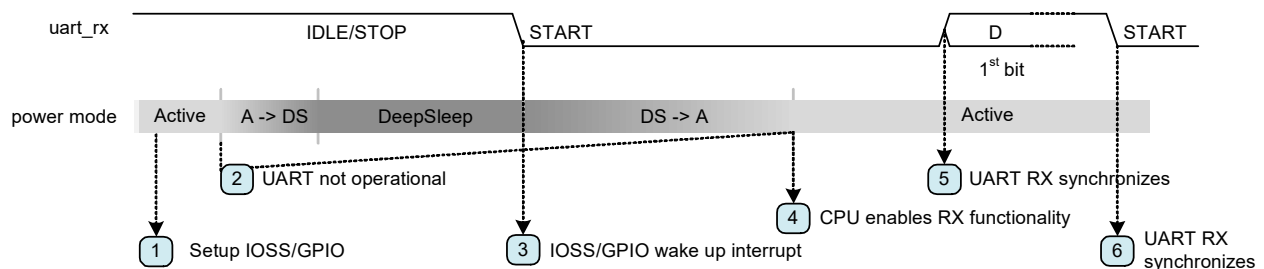 uart_rx
IDLE/STOP
START
D
START
1st bit
power mode
Active
A -> DS
DeepSleep
DS -> A
Active
2
UART not operational
5
UART RX synchronizes
4
CPU enables RX functionality
1
Setup IOSS/GPIO
3
IOSS/GPIO wake up interrupt
6
UART RX
synchronizes